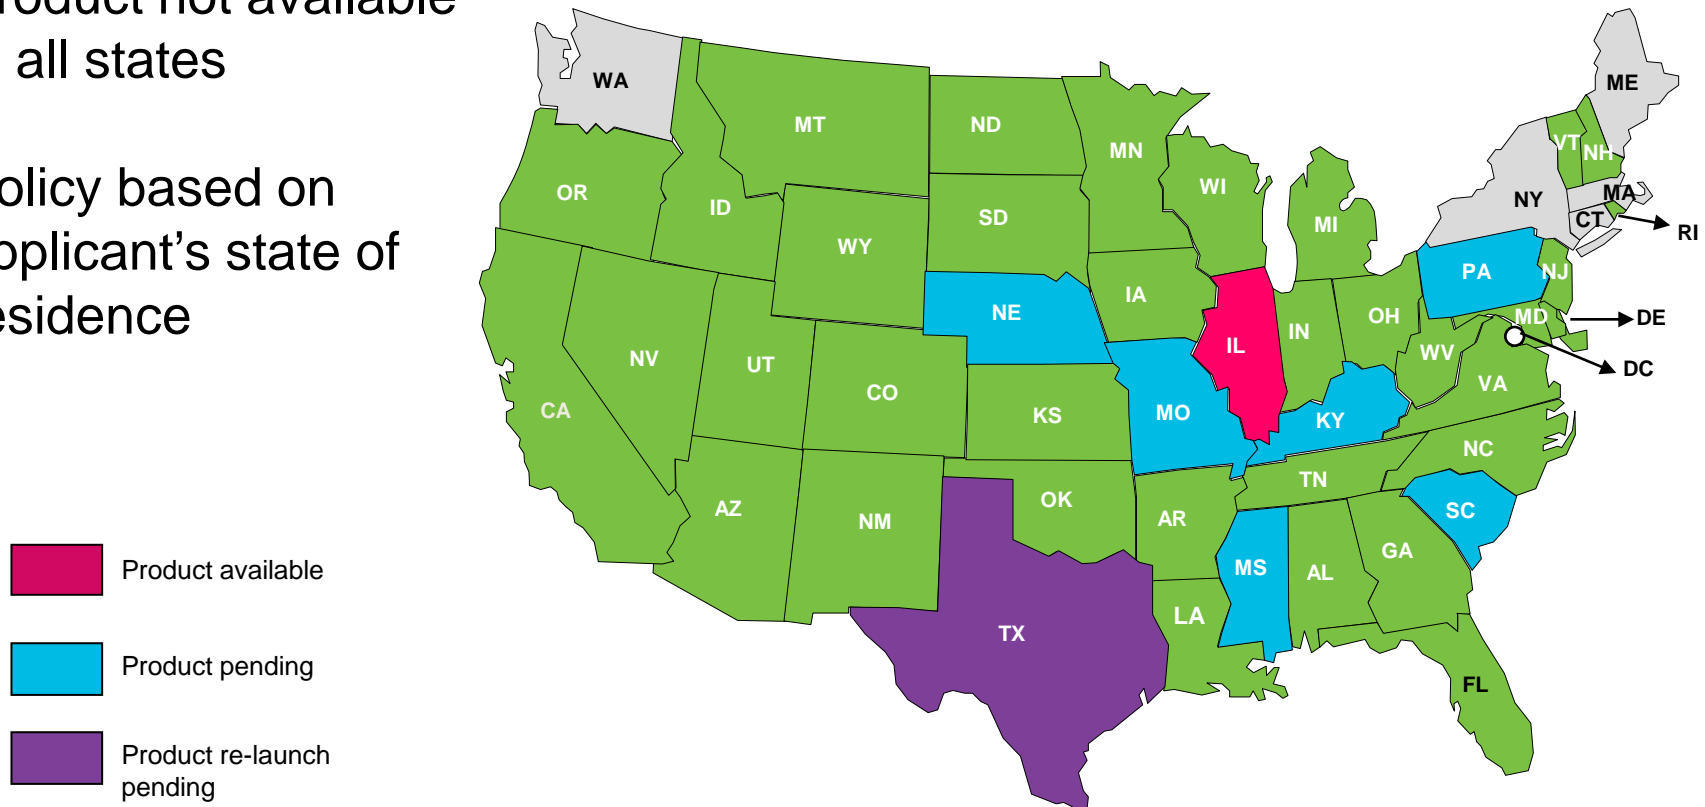 not available
all states
based on
state of
Product available
Product pending
Product re-launch
pending
WA
MT
ND
MN
ME
VT
NH
OR
ID
WI
MA
NY
CT
RI
SD
MI
WY
PA
NJ
IA
NE
OH
MD
DE
IN
IL
WV
DC
NV
UT
CO
VA
CA
KS
MO
KY
NC
TN
AZ
OK
NM
AR
SC
GA
MS
AL
LA
TX
FL